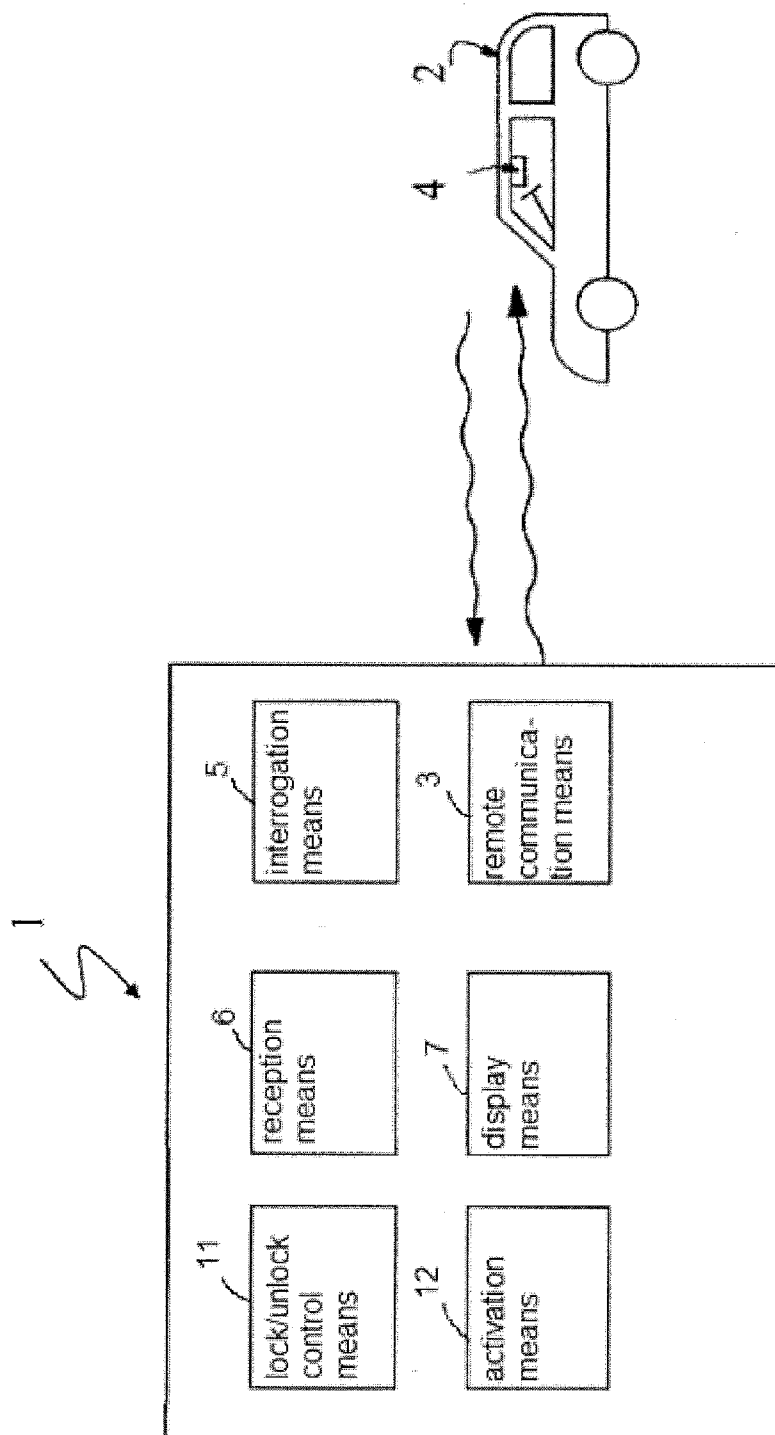 1
11
lock/unlock
control
means
6
reception
means
5
interrogation
means
12
activation
means
7
display
means
3
remote
communica-
tion means
4
2